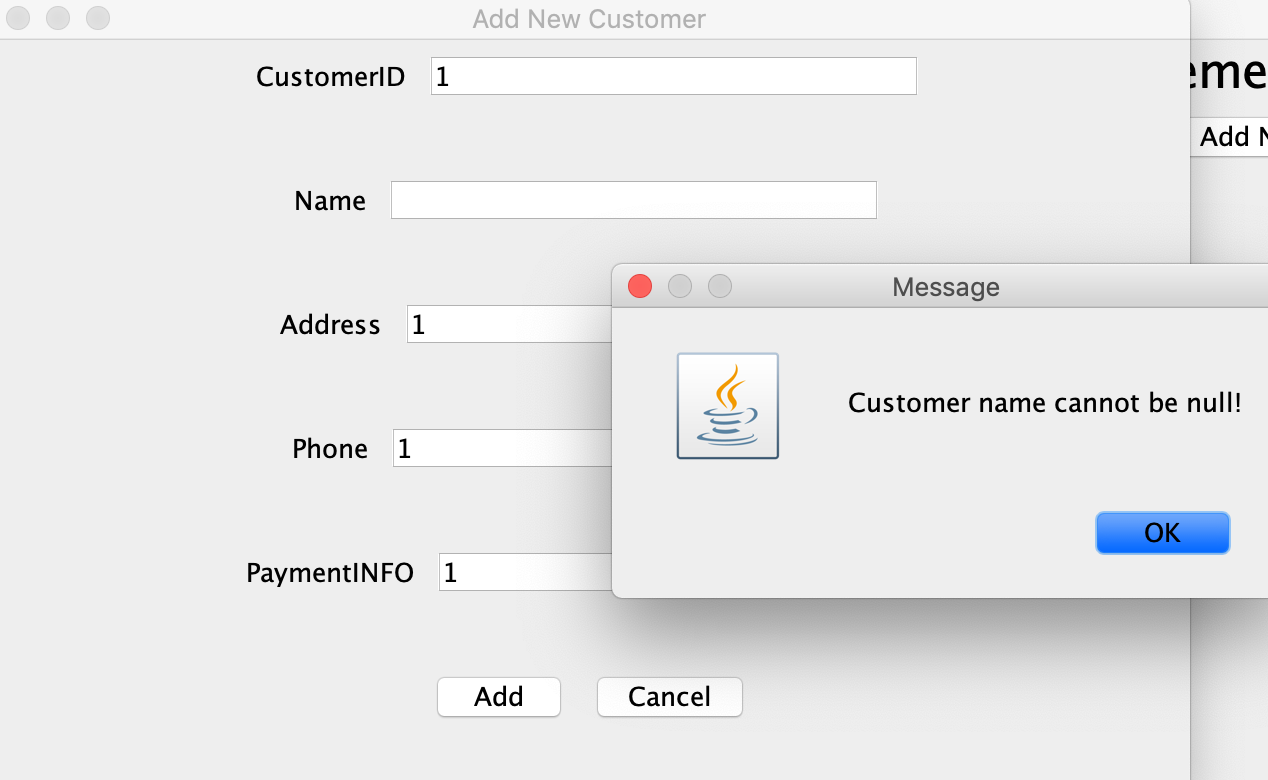 Add New Customer
CustomerID 1
eme
Add N
Name
Address 1
Message
Customer name cannot be null!
Phone 1
OK
PaymentINFO 1
Add Cancel